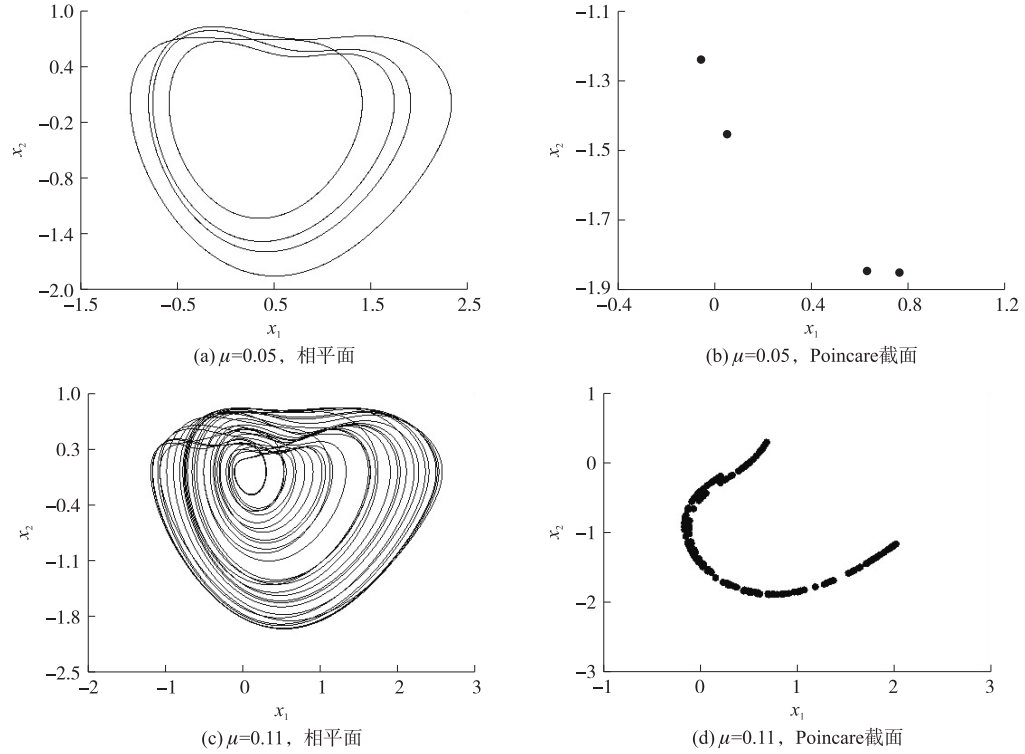 1.0
0.4
−0.2
−0.8
−1.4
−2.0
x₂
−1.5 −0.5 0.5 1.5 2.5
x₁
(a) μ=0.05，相平面
−1.1
−1.3
−1.5
−1.7
−1.9
x₂
−0.4 0 0.4 0.8 1.2
x₁
(b) μ=0.05，Poincare截面
1.0
0.3
−0.4
−1.1
−1.8
−2.5
x₂
−2 −1 0 1 2 3
x₁
(c) μ=0.11，相平面
1
0
−1
−2
−3
x₂
−1 0 1 2 3
x₁
(d) μ=0.11，Poincare截面